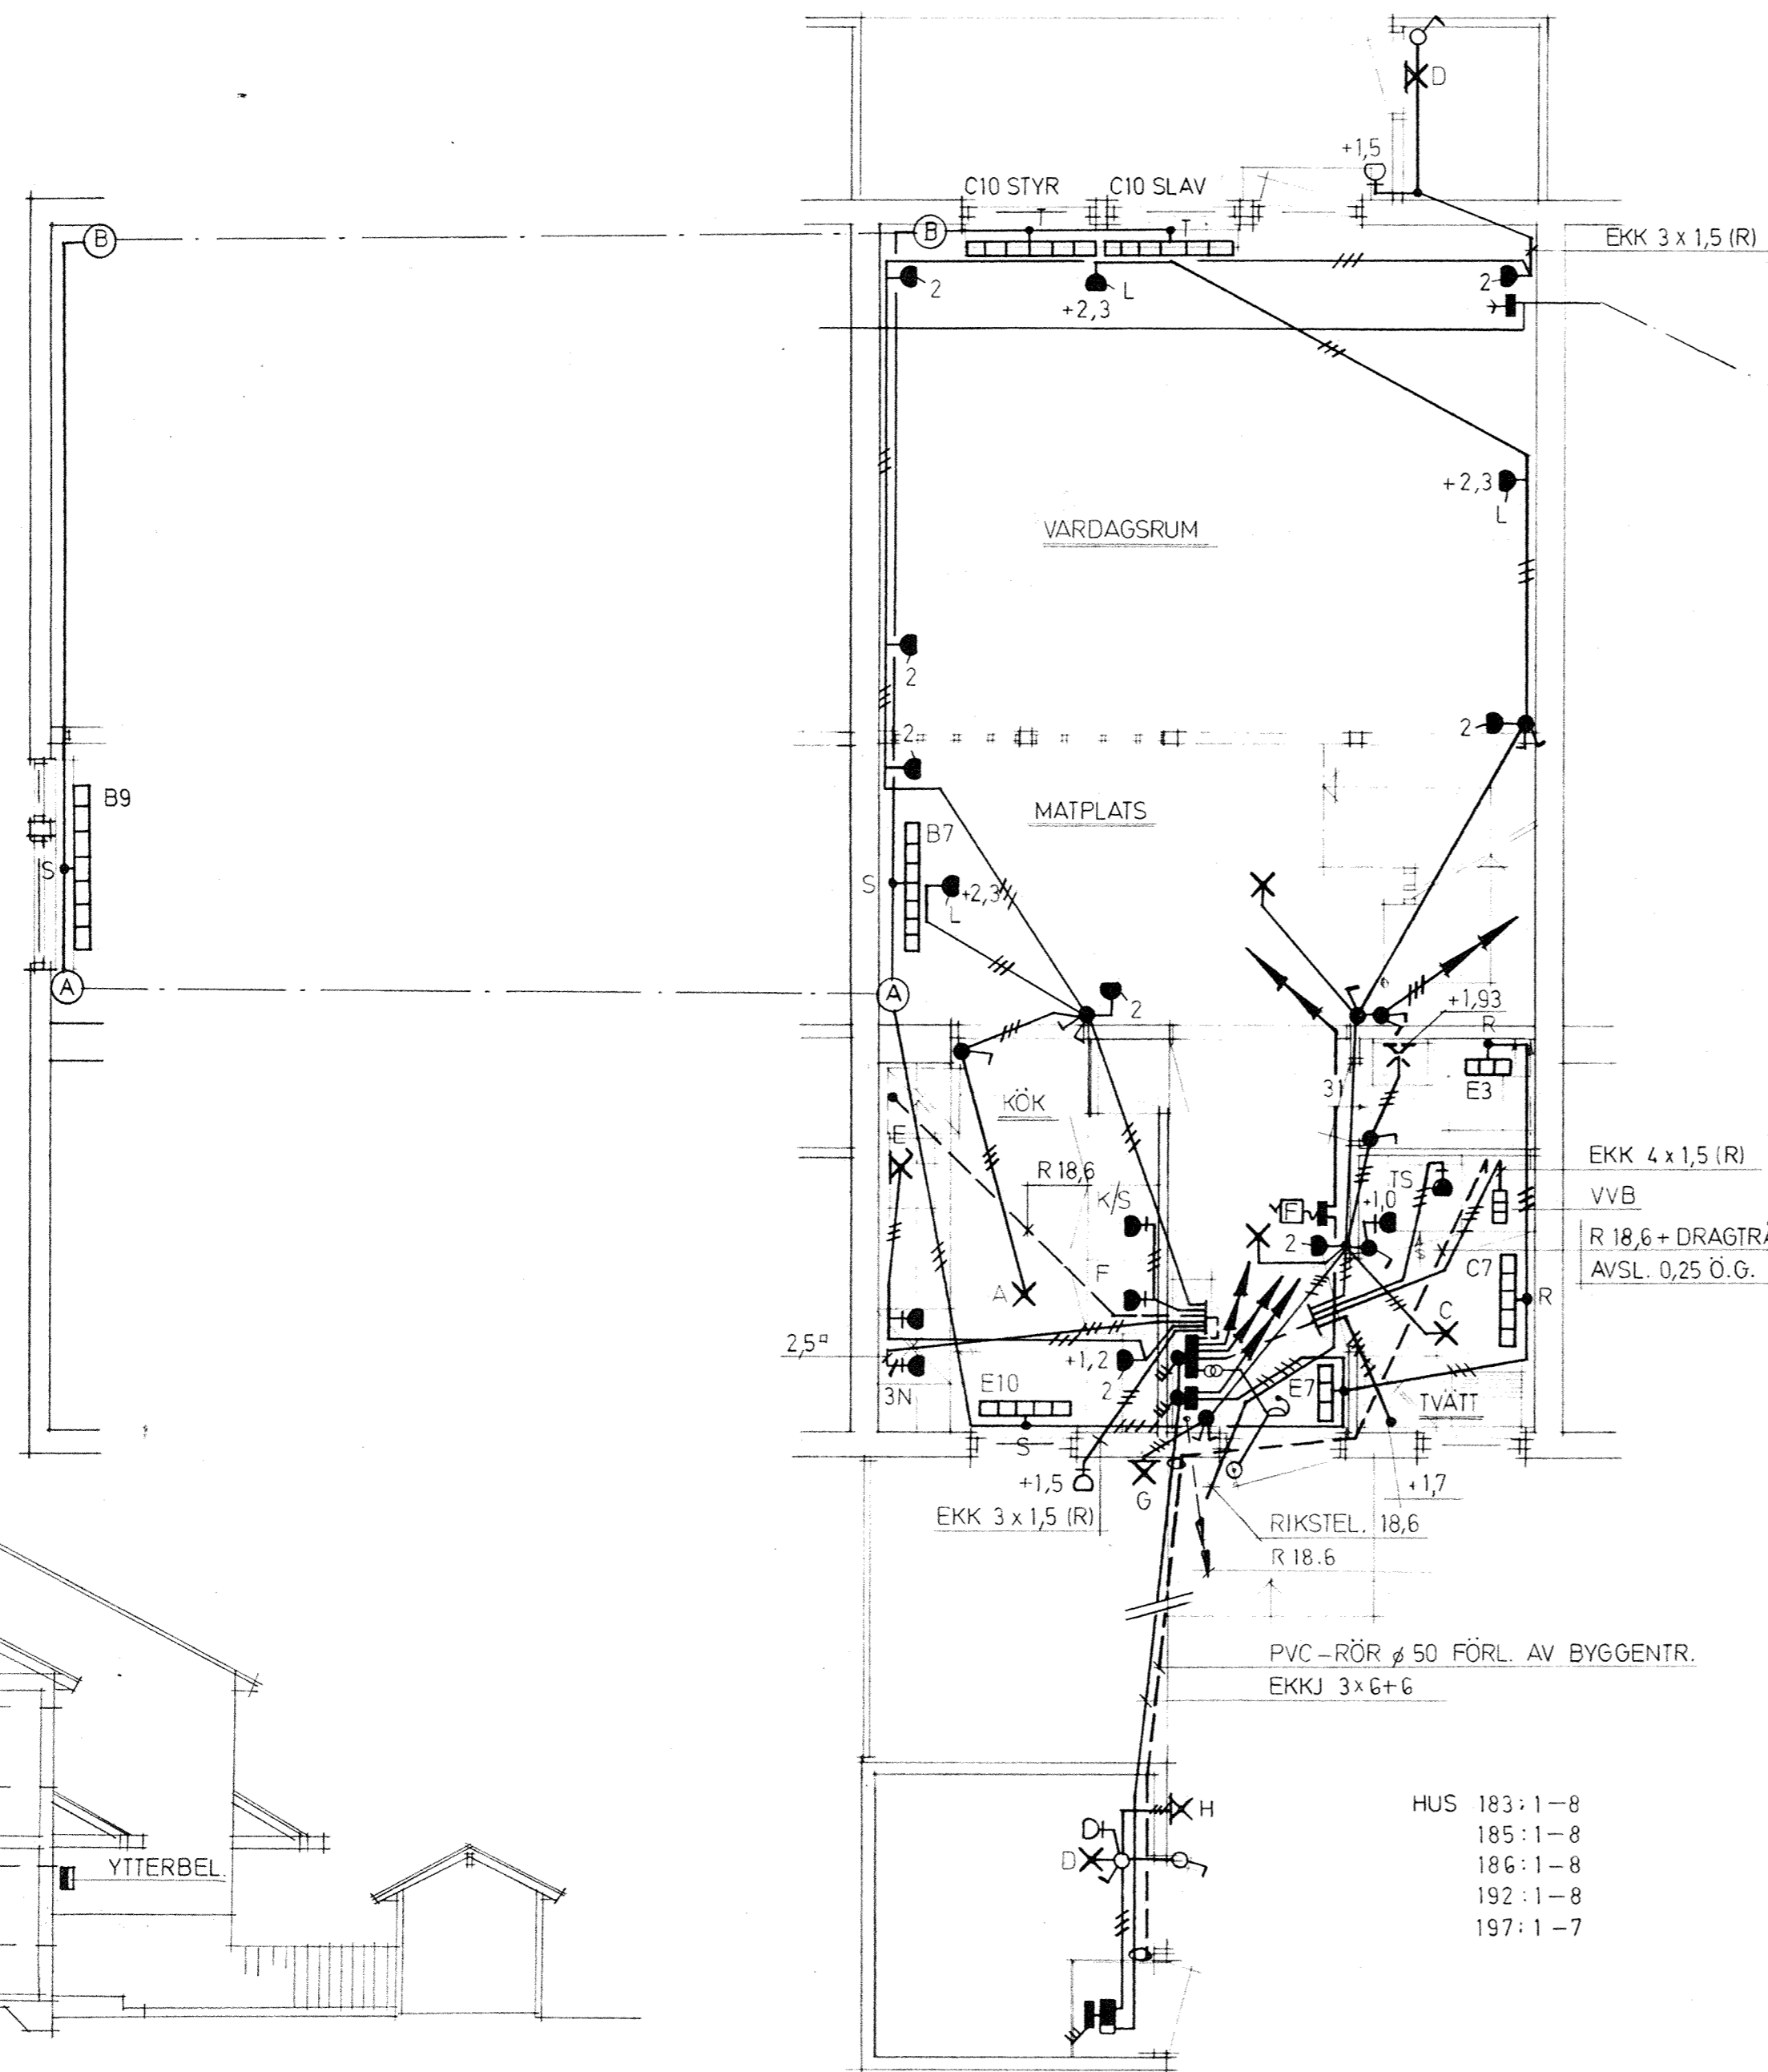 D
+1,5
C10 STYR
C10 SLAV
B
B
EKK 3 x 1,5 (R)
T
T
2
L
2
+2,3
+2,3
L
VARDAGSRUM
2
2
2
B9
MATPLATS
B7
S
S
+2,3
L
A
A
2
+1,93
R
31
E3
KÖK
E
EKK 4 x 1,5 (R)
R 18,6
TS
K/S
+1,0
VVB
F
2
R 18,6 + DRAGTRÅ
C7
AVSL. 0,25 Ö.G.
F
A
R
C
2,5
+1,2
3N
2
E10
E7
TVÄTT
S
+1,5
G
+1,7
EKK 3 x 1,5 (R)
RIKSTEL. 18,6
R 18.6
PVC-RÖR ø 50 FÖRL. AV BYGGENTR.
EKKJ 3x6+6
HUS 183:1-8
185:1-8
186:1-8
192:1-8
197:1-7
H
D
YTTERBEL.